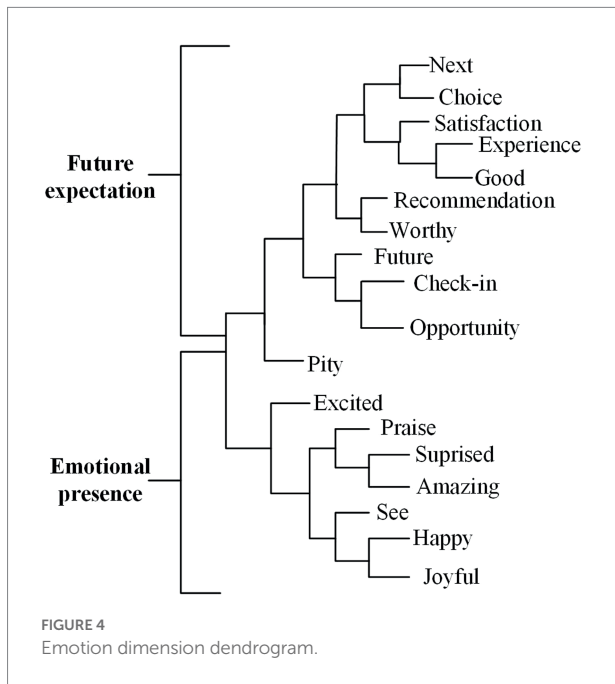 Next
Choice
Satisfaction
Experience
Good
Recommendation
Worthy
Future
Check-in
Opportunity
Pity
Excited
Praise
Suprised
Amazing
See
Happy
Joyful
Future
expectation
Emotional
presence
FIGURE 4
Emotion dimension dendrogram.